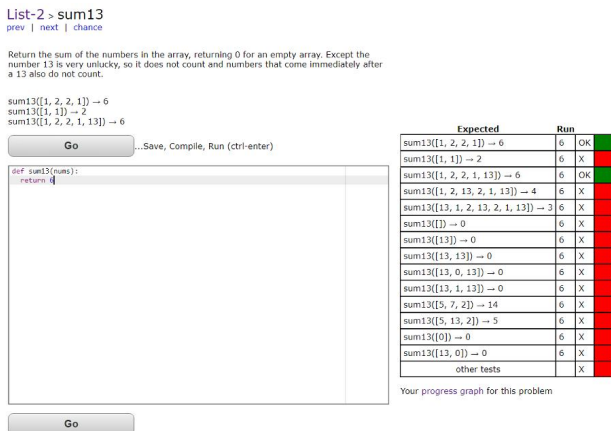 List-2 > sum13
prev | next | chance
Return the sum of the numbers in the array, returning 0 for an empty array. Except the
number 13 is very unlucky, so it does not count and numbers that come immediately after
a 13 also do not count.
sum13([1, 2, 2, 1]) → 6
sum13([1, 1]) → 2
sum13([1, 2, 2, 1, 13]) → 6
Go
...Save, Compile, Run (ctrl-enter)
def sum13(nums):
  return 6
Go
Expected Run
sum13([1, 2, 2, 1]) → 6 6 OK
sum13([1, 1]) → 2 6 X
sum13([1, 2, 2, 1, 13]) → 6 6 OK
sum13([1, 2, 13, 2, 1, 13]) → 4 6 X
sum13([13, 1, 2, 13, 2, 1, 13]) → 3 6 X
sum13([]) → 0 6 X
sum13([13]) → 0 6 X
sum13([13, 13]) → 0 6 X
sum13([13, 0, 13]) → 0 6 X
sum13([13, 1, 13]) → 0 6 X
sum13([5, 7, 2]) → 14 6 X
sum13([5, 13, 2]) → 5 6 X
sum13([0]) → 0 6 X
sum13([13, 0]) → 0 6 X
other tests X
Your progress graph for this problem